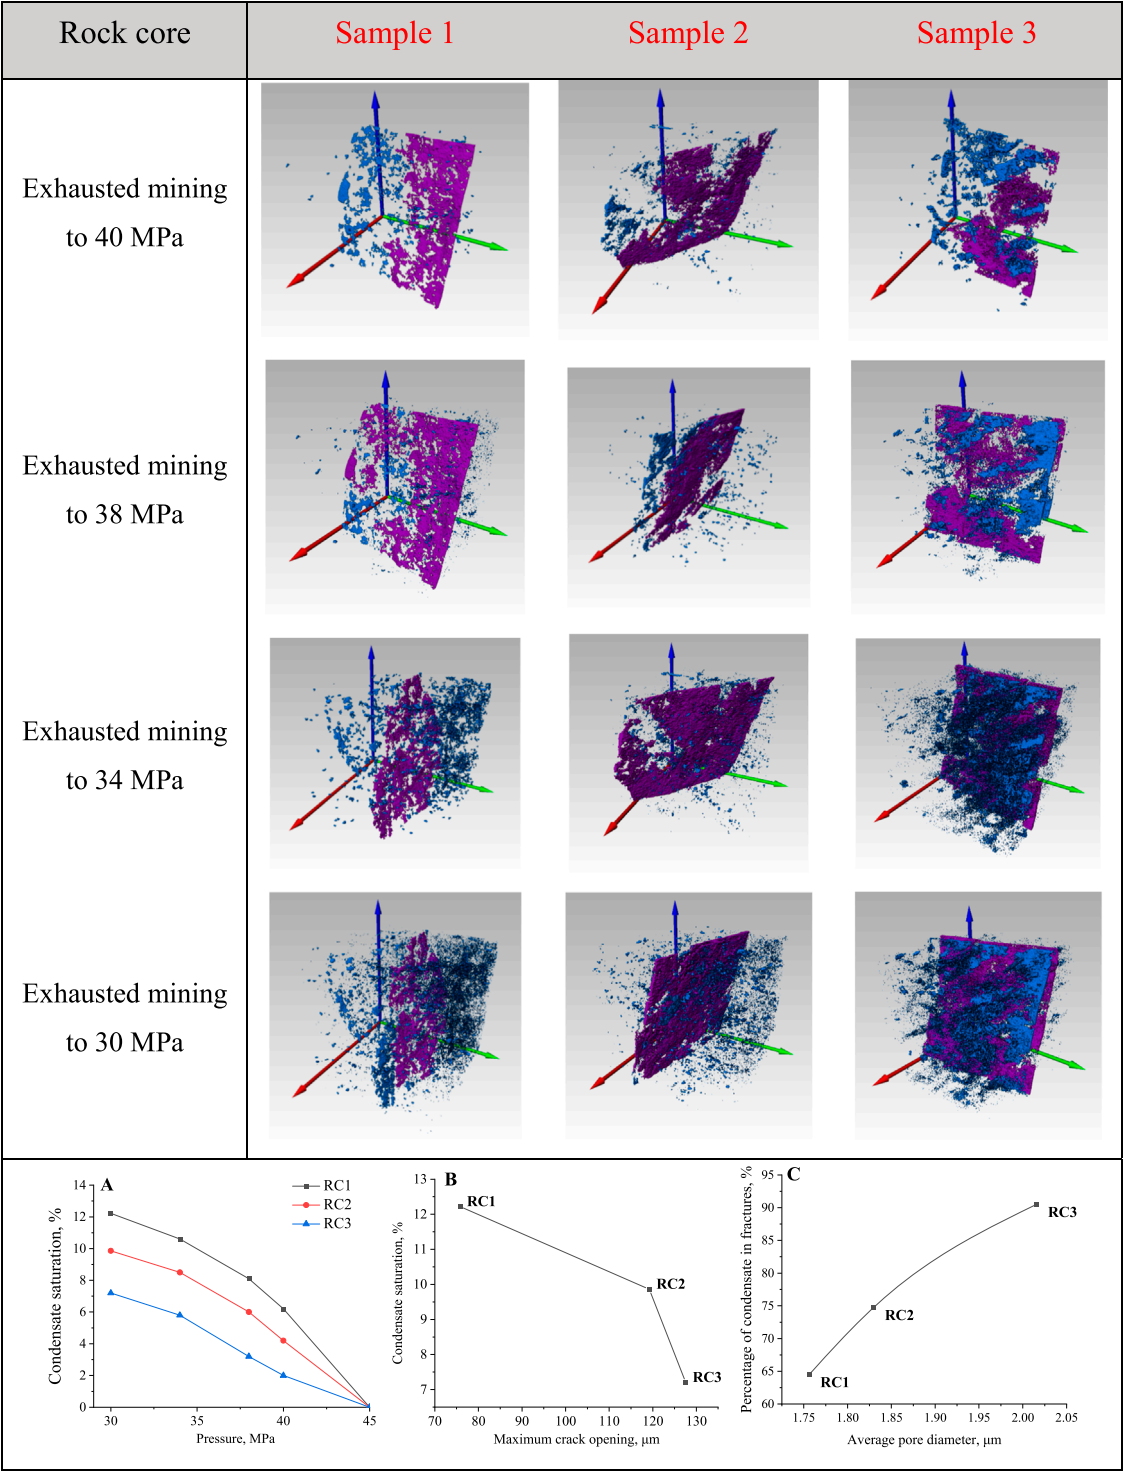 Rock core Sample 1 Sample 2 Sample 3
Exhausted mining
to 40 MPa
Exhausted mining
to 38 MPa
Exhausted mining
to 34 MPa
Exhausted mining
to 30 MPa
A
RC1
RC2
RC3
Condensate saturation, %
14
12
10
8
6
4
2
0
30 35 40 45
Pressure, MPa
B
RC1
RC2
RC3
Condensate saturation, %
13
12
11
10
9
8
7
70 80 90 100 110 120 130
Maximum crack opening, μm
C
RC3
RC2
RC1
Percentage of condensate in fractures, %
95
90
85
80
75
70
65
60
1.75 1.80 1.85 1.90 1.95 2.00 2.05
Average pore diameter, μm